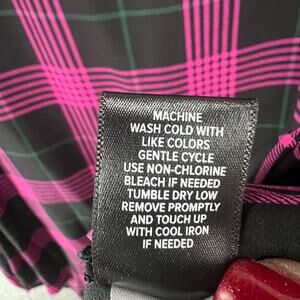 MACHINE
WASH COLD WITH
LIKE COLORS
GENTLE CYCLE
USE NON-CHLORINE
BLEACH IF NEEDED
TUMBLE DRY LOW
REMOVE PROMPTLY
AND TOUCH UP
WITH COOL IRON
IF NEEDED